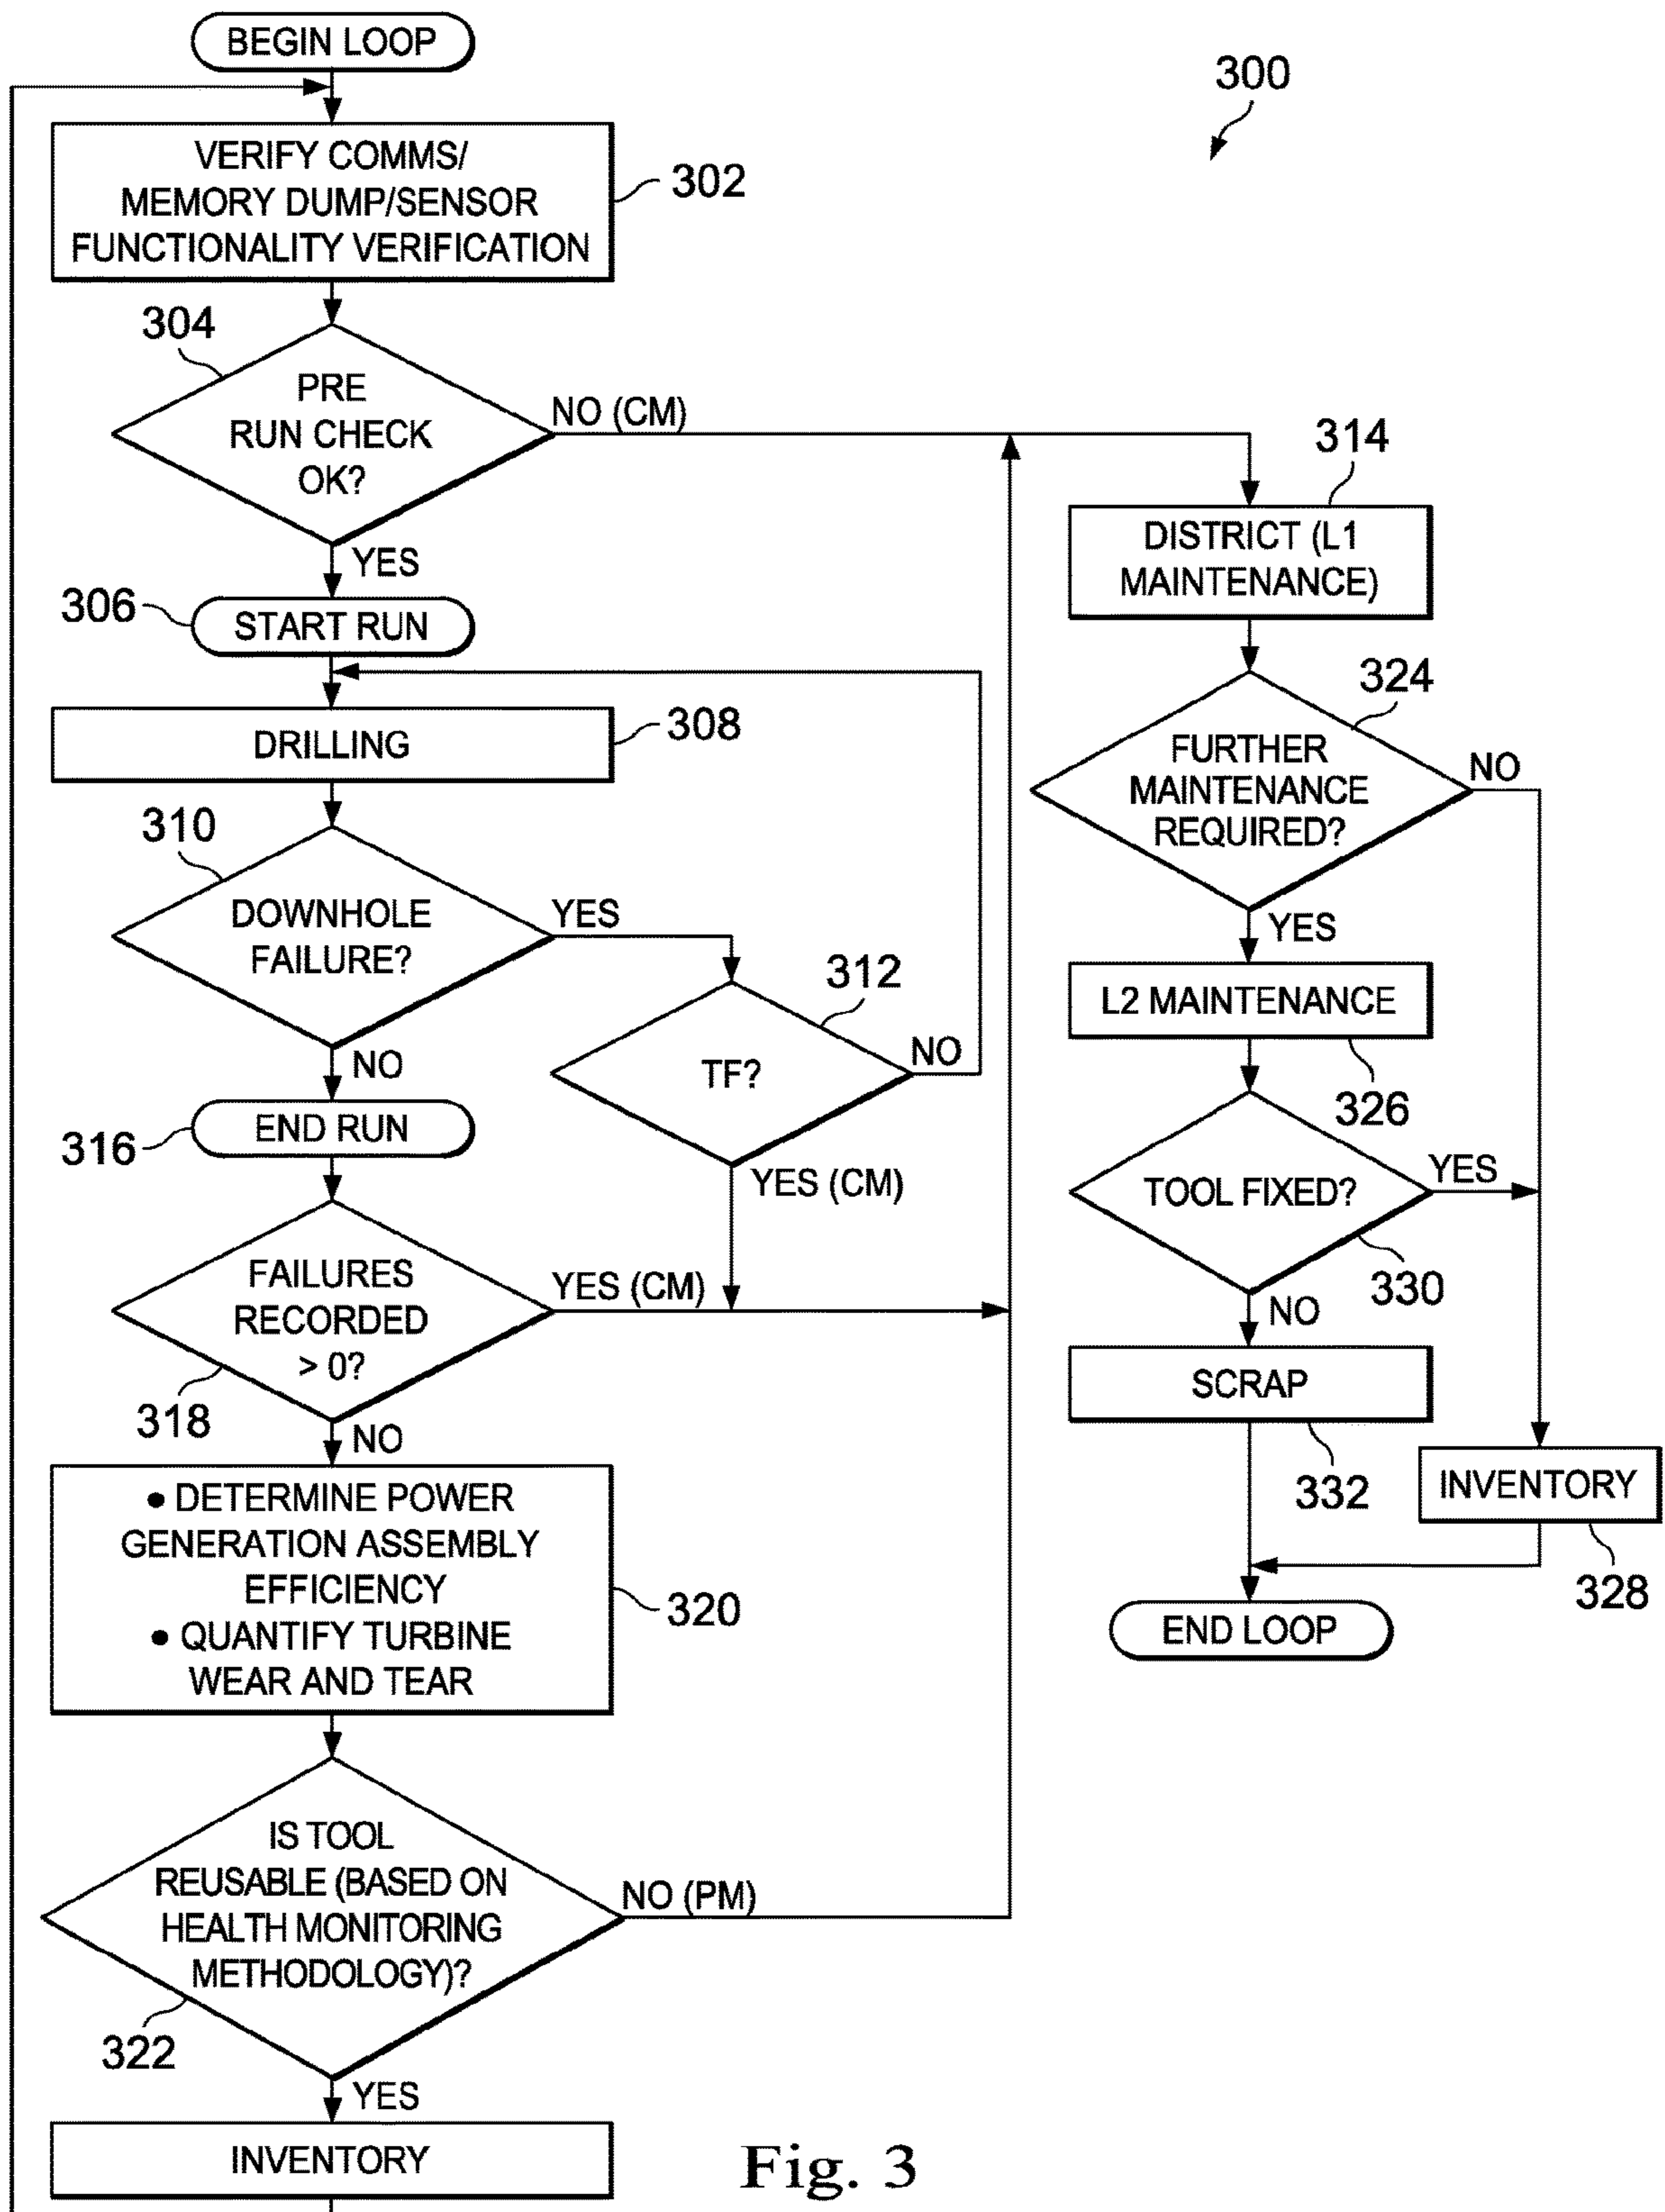 BEGIN LOOP
300
VERIFY COMMS/
MEMORY DUMP/SENSOR
FUNCTIONALITY VERIFICATION
302
304
PRE
RUN CHECK
OK?
NO (CM)
YES
306
START RUN
DRILLING
308
310
DOWNHOLE
FAILURE?
YES
NO
312
TF?
NO
YES (CM)
316
END RUN
FAILURES
RECORDED
> 0?
YES (CM)
318
NO
• DETERMINE POWER
GENERATION ASSEMBLY
EFFICIENCY
• QUANTIFY TURBINE
WEAR AND TEAR
320
IS TOOL
REUSABLE (BASED ON
HEALTH MONITORING
METHODOLOGY)?
NO (PM)
322
YES
INVENTORY
314
DISTRICT (L1
MAINTENANCE)
324
FURTHER
MAINTENANCE
REQUIRED?
NO
YES
L2 MAINTENANCE
326
TOOL FIXED?
YES
330
NO
SCRAP
332
INVENTORY
328
END LOOP
Fig. 3